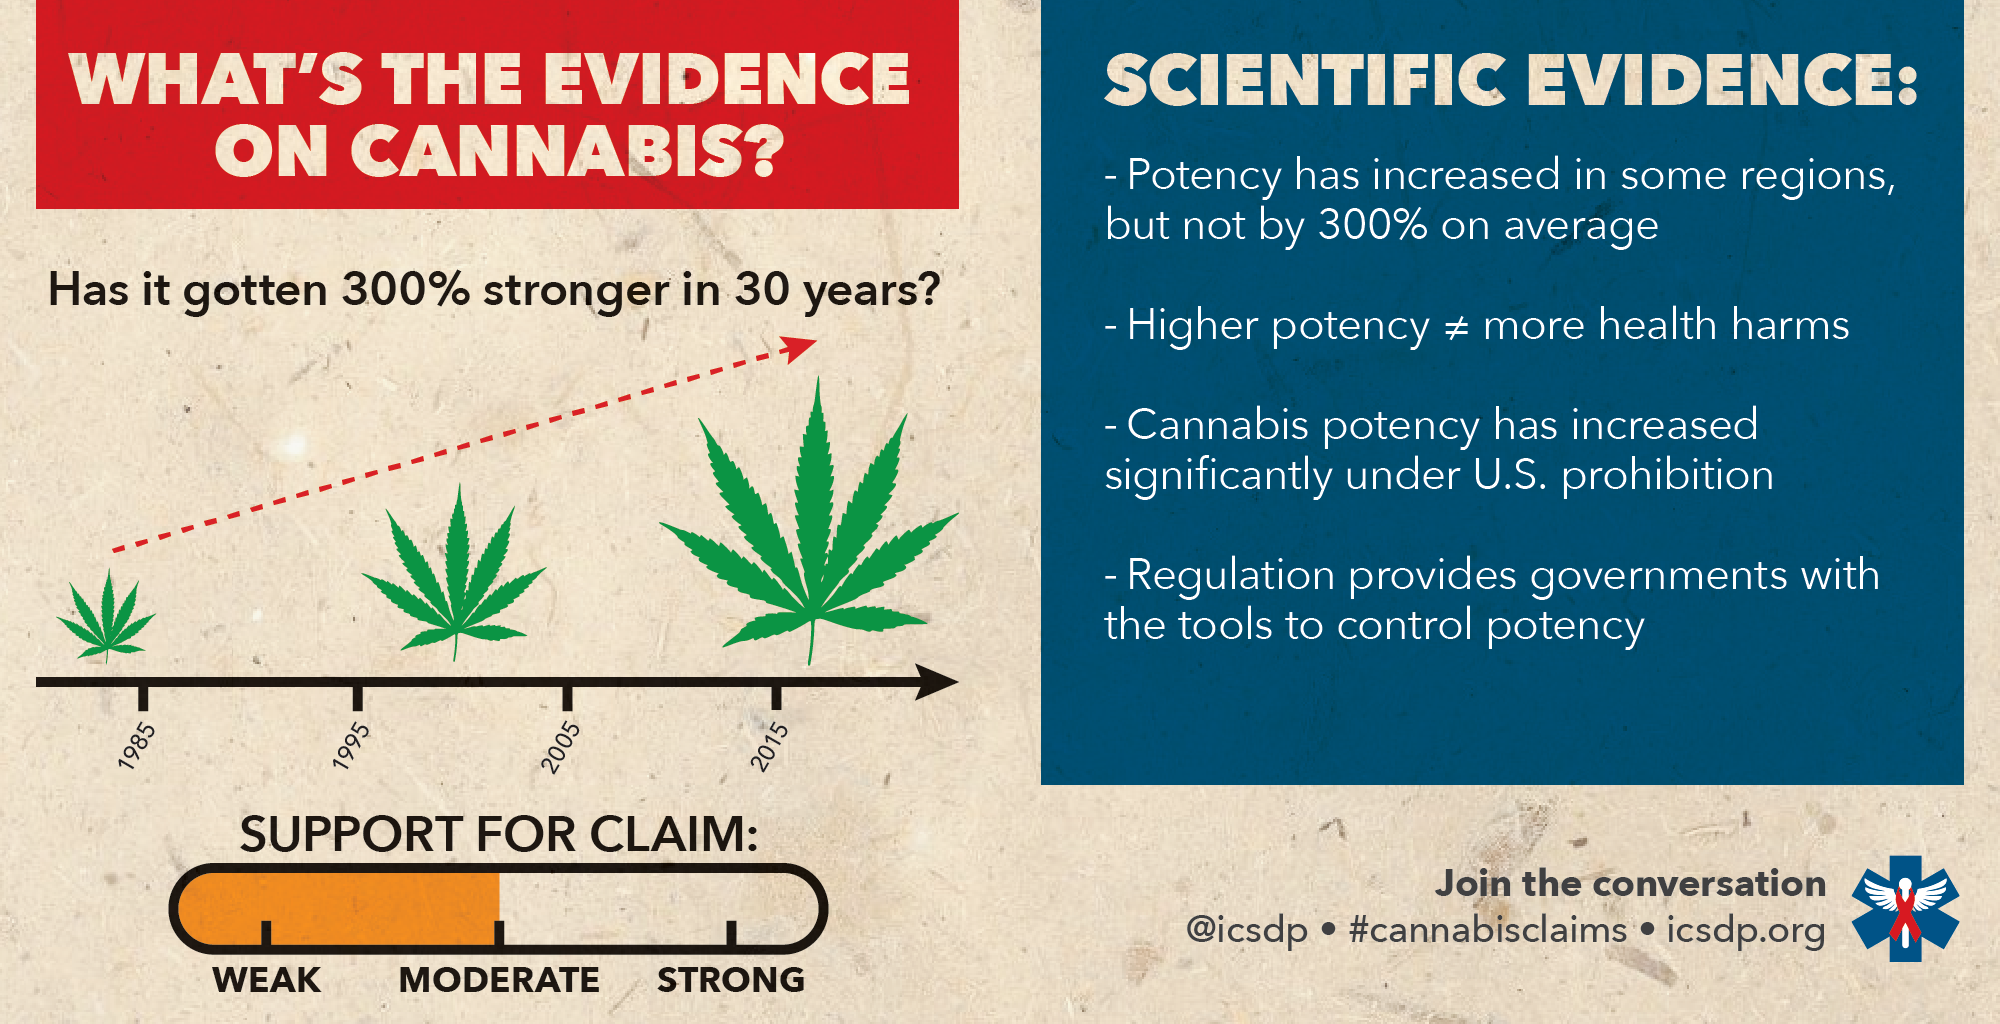 WHAT'S THE EVIDENCE
ON CANNABIS?
Has it gotten 300% stronger in 30 years?
1985
1995
2005
2015
SUPPORT FOR CLAIM:
WEAK
MODERATE
STRONG
SCIENTIFIC EVIDENCE:
- Potency has increased in some regions,
but not by 300% on average
- Higher potency ≠ more health harms
- Cannabis potency has increased
significantly under U.S. prohibition
- Regulation provides governments with
the tools to control potency
Join the conversation
@icsdp • #cannabisclaims • icsdp.org